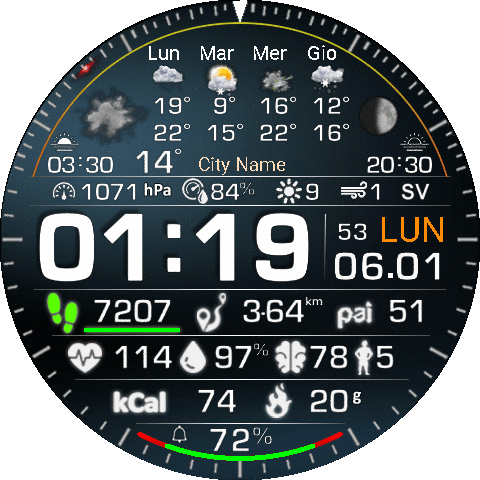 Lun Mar Mer Gio
19° 9° 16° 12°
22° 15° 22° 16°
03:30 14° City Name 20:30
1071 hPa 84% 9 1 SV
01:19 53 LUN
06.01
7207 3.64 km pai 51
114 97% 78 5
kCal 74 20 g
72%